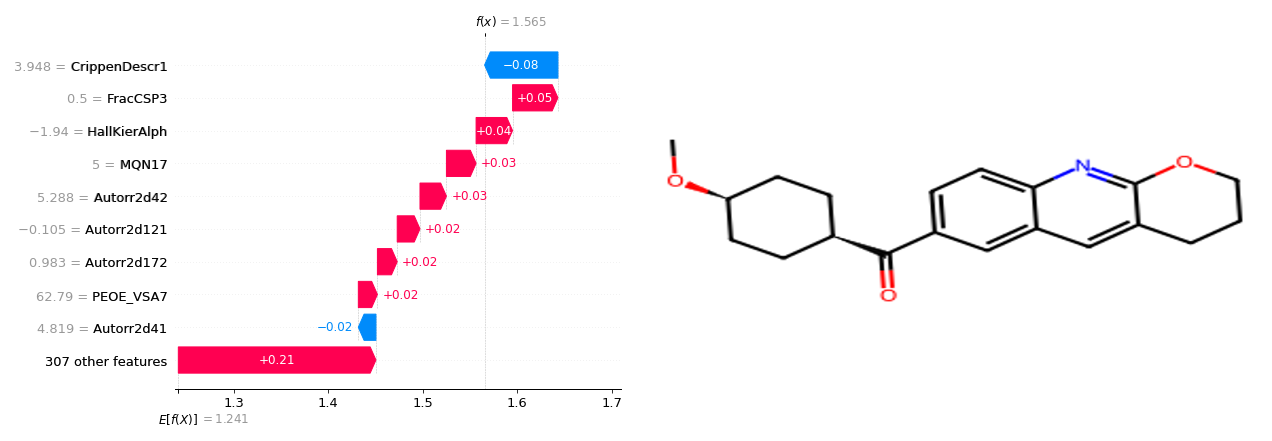 f(x) = 1.565
3.948 = CrippenDescr1
−0.08
0.5 = FracCSP3
+0.05
−1.94 = HallKierAlph
+0.04
5 = MQN17
+0.03
5.288 = Autorr2d42
+0.03
−0.105 = Autorr2d121
+0.02
0.983 = Autorr2d172
+0.02
62.79 = PEOE_VSA7
+0.02
4.819 = Autorr2d41
−0.02
307 other features
+0.21
1.3 1.4 1.5 1.6 1.7
E[f(X)] = 1.241
O
O
N
O